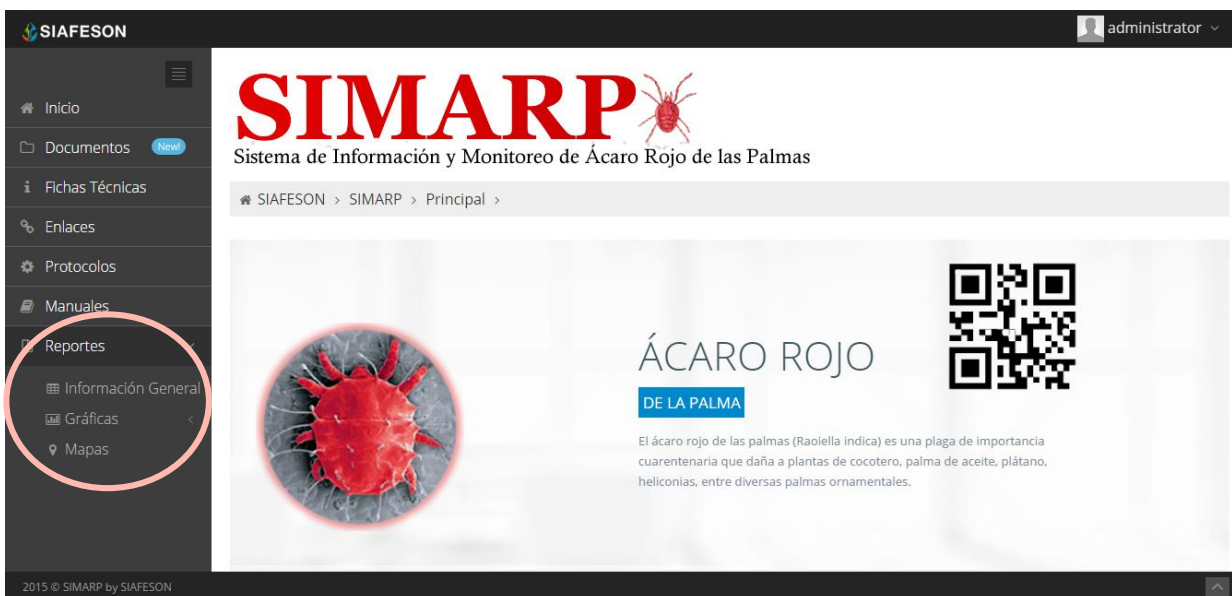 SIAFESON
administrator
Inicio
Documentos New!
Fichas Técnicas
Enlaces
Protocolos
Manuales
Reportes
Información General
Gráficas
Mapas
SIMARP
Sistema de Información y Monitoreo de Ácaro Rojo de las Palmas
SIAFESON > SIMARP > Principal >
ÁCARO ROJO
DE LA PALMA
El ácaro rojo de las palmas (Raoiella indica) es una plaga de importancia
cuarentenaria que daña a plantas de cocotero, palma de aceite, plátano,
heliconias, entre diversas palmas ornamentales.
2015 © SIMARP by SIAFESON